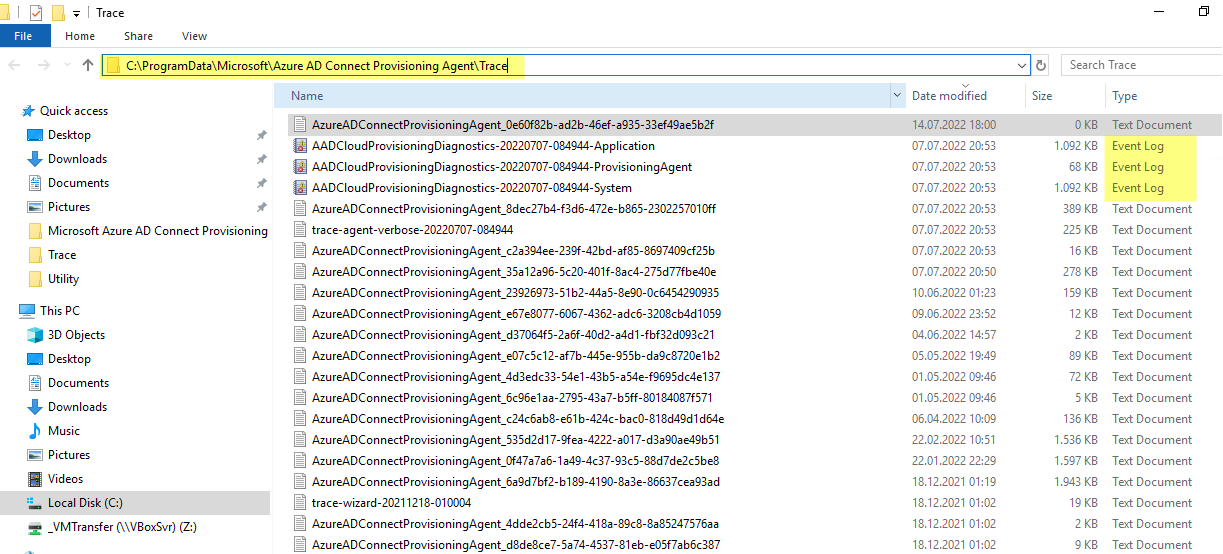 Trace
File Home Share View
C:\ProgramData\Microsoft\Azure AD Connect Provisioning Agent\Trace Search Trace
Quick access
Desktop
Downloads
Documents
Pictures
Microsoft Azure AD Connect Provisioning
Trace
Utility
This PC
3D Objects
Desktop
Documents
Downloads
Music
Pictures
Videos
Local Disk (C:)
_VMTransfer (\\VBoxSvr) (Z:)
Name Date modified Size Type
AzureADConnectProvisioningAgent_0e60f82b-ad2b-46ef-a935-33ef49ae5b2f 14.07.2022 18:00 0 KB Text Document
AADCloudProvisioningDiagnostics-20220707-084944-Application 07.07.2022 20:53 1.092 KB Event Log
AADCloudProvisioningDiagnostics-20220707-084944-ProvisioningAgent 07.07.2022 20:53 68 KB Event Log
AADCloudProvisioningDiagnostics-20220707-084944-System 07.07.2022 20:53 1.092 KB Event Log
AzureADConnectProvisioningAgent_8dec27b4-f3d6-472e-b865-2302257010ff 07.07.2022 20:53 389 KB Text Document
trace-agent-verbose-20220707-084944 07.07.2022 20:53 225 KB Text Document
AzureADConnectProvisioningAgent_c2a394ee-239f-42bd-af85-8697409cf25b 07.07.2022 20:53 16 KB Text Document
AzureADConnectProvisioningAgent_35a12a96-5c20-401f-8ac4-275d77fbe40e 07.07.2022 20:50 278 KB Text Document
AzureADConnectProvisioningAgent_23926973-51b2-44a5-8e90-0c6454290935 10.06.2022 01:23 159 KB Text Document
AzureADConnectProvisioningAgent_e67e8077-6067-4362-adc6-3208cb4d1059 09.06.2022 23:52 12 KB Text Document
AzureADConnectProvisioningAgent_d37064f5-2a6f-40d2-a4d1-fbf32d093c21 04.06.2022 14:57 2 KB Text Document
AzureADConnectProvisioningAgent_e07c5c12-af7b-445e-955b-da9c8720e1b2 05.05.2022 19:49 89 KB Text Document
AzureADConnectProvisioningAgent_4d3edc33-54e1-43b5-a54e-f9695dc4e137 01.05.2022 09:46 72 KB Text Document
AzureADConnectProvisioningAgent_6c96e1aa-2795-43a7-b5ff-80184087f571 01.05.2022 09:46 5 KB Text Document
AzureADConnectProvisioningAgent_c24c6ab8-e61b-424c-bac0-818d49d1d64e 06.04.2022 10:09 136 KB Text Document
AzureADConnectProvisioningAgent_535d2d17-9fea-4222-a017-d3a90ae49b51 22.02.2022 10:51 1.536 KB Text Document
AzureADConnectProvisioningAgent_0f47a7a6-1a49-4c37-93c5-88d7de2c5be8 22.01.2022 22:29 1.597 KB Text Document
AzureADConnectProvisioningAgent_6a9d7bf2-b189-4190-8a3e-86637cea93ad 18.12.2021 01:19 1.943 KB Text Document
trace-wizard-20211218-010004 18.12.2021 01:02 19 KB Text Document
AzureADConnectProvisioningAgent_4dde2cb5-24f4-418a-89c8-8a85247576aa 18.12.2021 01:02 2 KB Text Document
AzureADConnectProvisioningAgent_d8de8ce7-5a74-4537-81eb-e05f7ab6c387 18.12.2021 01:02 9 KB Text Document